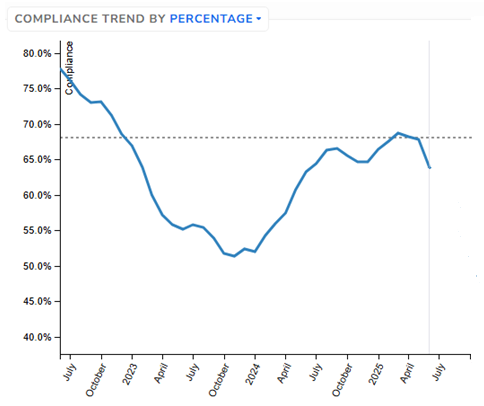 COMPLIANCE TREND BY PERCENTAGE
Compliance
80.0%
75.0%
70.0%
65.0%
60.0%
55.0%
50.0%
45.0%
40.0%
July
October
2023
April
July
October
2024
April
July
October
2025
April
July